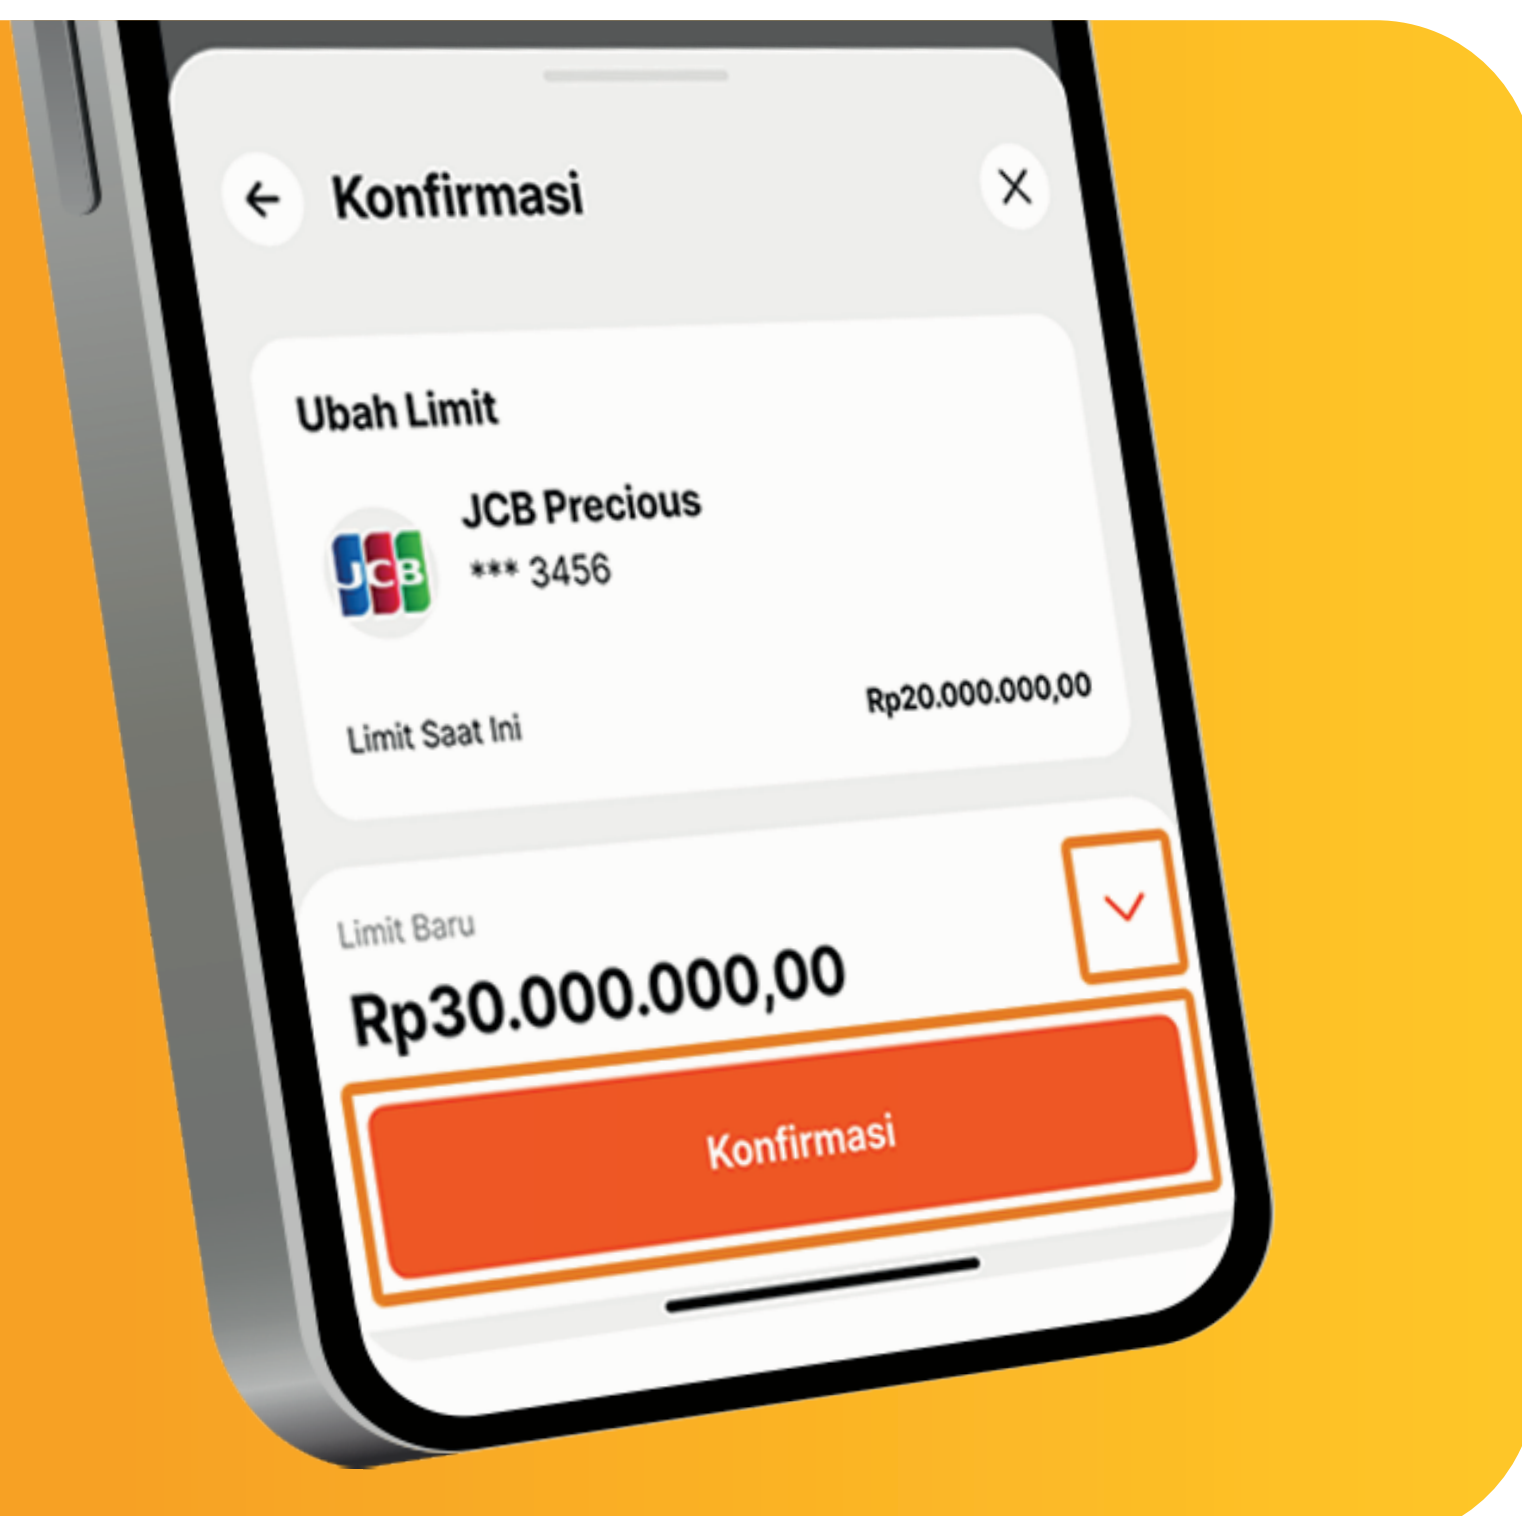 Konfirmasi
Ubah Limit
JCB Precious
JCB
*** 3456
Limit Saat Ini
Rp20.000.000,00
Limit Baru
Rp30.000.000,00
Konfirmasi